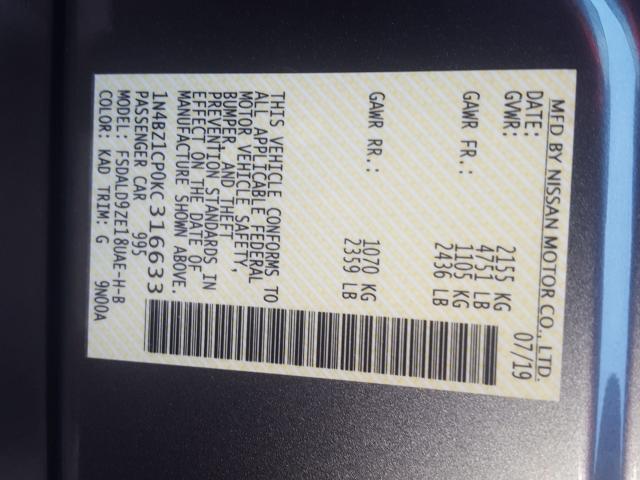 MFD BY NISSAN MOTOR CO., LTD.
DATE: 07/19
GVWR: 2155 KG
4751 LB
GAWR FR.: 1105 KG
2436 LB
GAWR RR.: 1070 KG
2359 LB
THIS VEHICLE CONFORMS TO
ALL APPLICABLE FEDERAL
MOTOR VEHICLE SAFETY,
BUMPER, AND THEFT
PREVENTION STANDARDS IN
EFFECT ON THE DATE OF
MANUFACTURE SHOWN ABOVE.
1N4BZ1CP0KC316633
PASSENGER CAR 995
MODEL: FSDALD9ZE18UAE-H-B
COLOR: KAD TRIM: G 9N00A